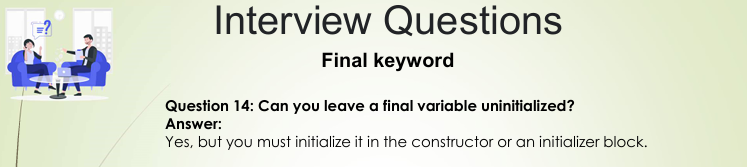 Interview Questions
Final keyword
Question 14: Can you leave a final variable uninitialized?
Answer:
Yes, but you must initialize it in the constructor or an initializer block.